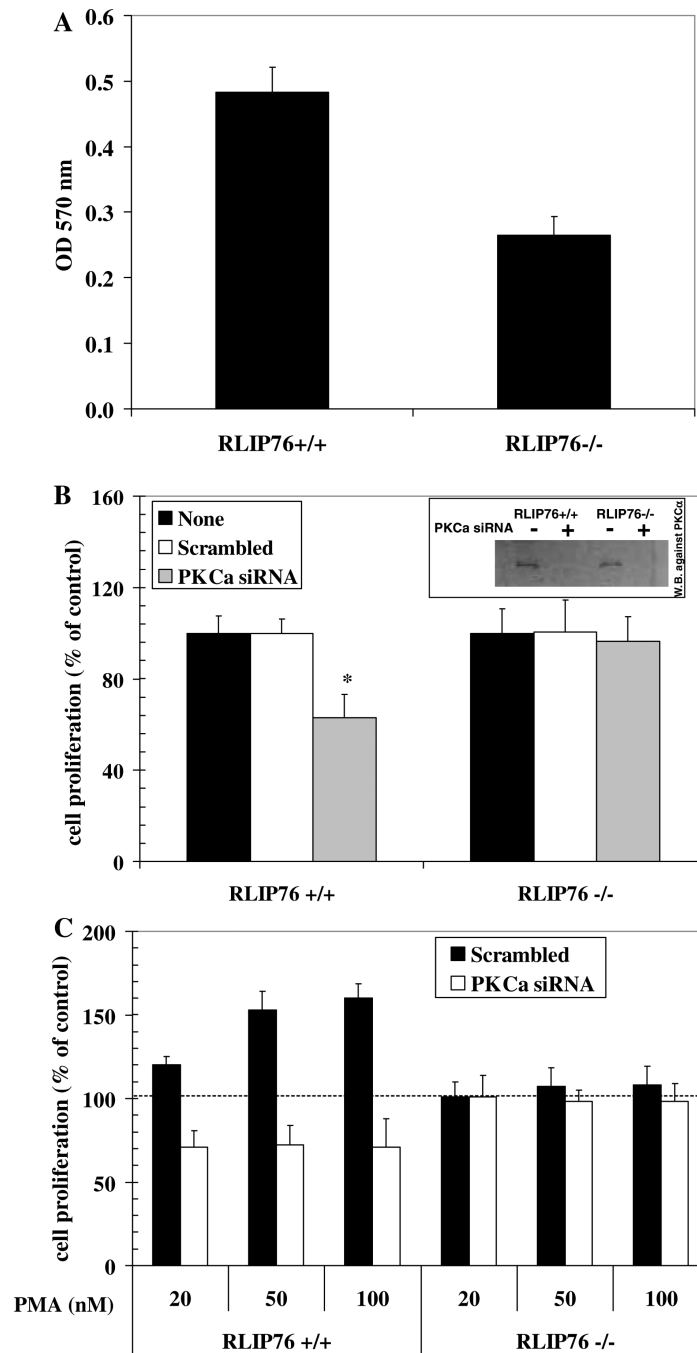 A
0.6
0.5
0.4
0.3
0.2
0.1
0.0
OD 570 nm
RLIP76+/+ RLIP76-/-
B
160
120
80
40
0
cell proliferation (% of control)
None
Scrambled
PKCa siRNA
*
RLIP76+/+ RLIP76-/-
PKCa siRNA - + - +
W.B. against PKCα
RLIP76 +/+ RLIP76 -/-
C
200
150
100
50
0
cell proliferation (% of control)
Scrambled
PKCa siRNA
PMA (nM) 20 50 100 20 50 100
RLIP76 +/+ RLIP76 -/-